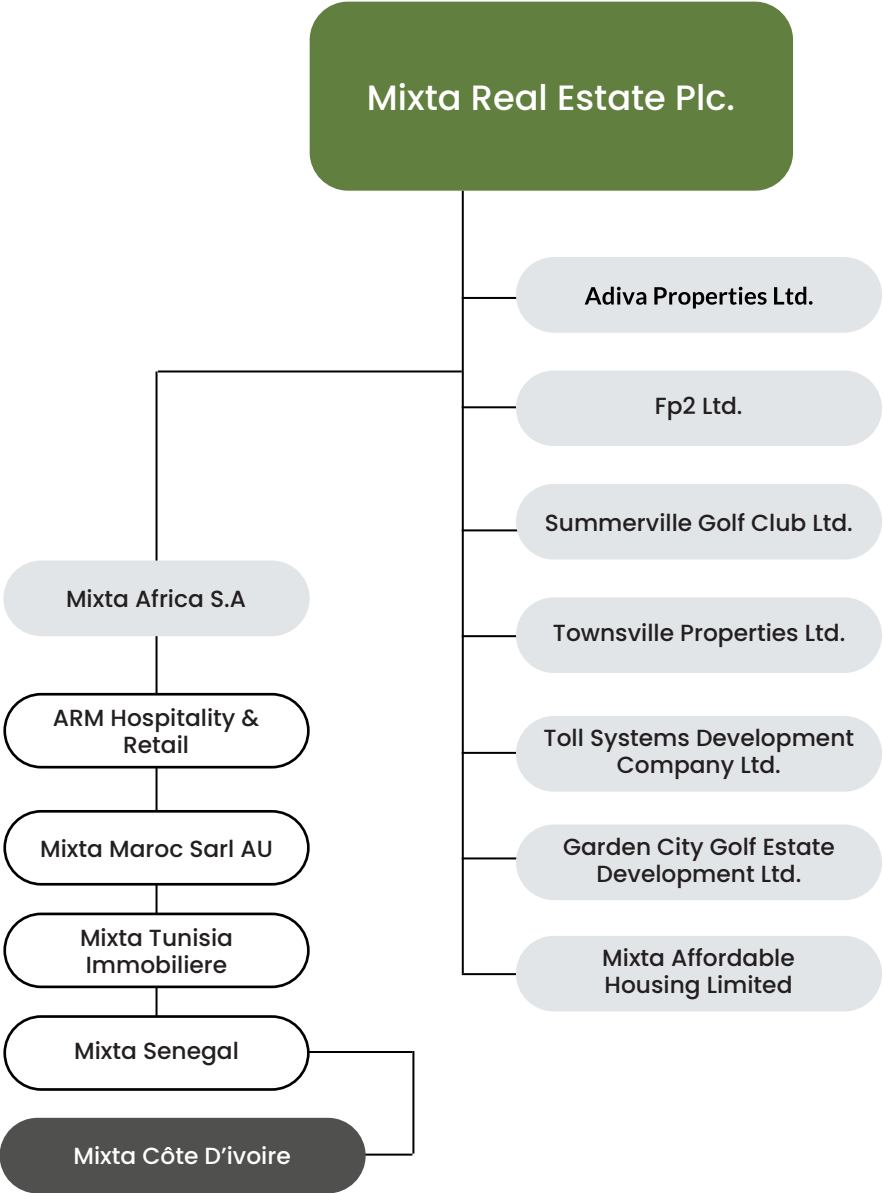 Mixta Real Estate Plc.
Adiva Properties Ltd.
Fp2 Ltd.
Summerville Golf Club Ltd.
Townsville Properties Ltd.
Toll Systems Development
Company Ltd.
Garden City Golf Estate
Development Ltd.
Mixta Affordable
Housing Limited
Mixta Africa S.A
ARM Hospitality &
Retail
Mixta Maroc Sarl AU
Mixta Tunisia
Immobiliere
Mixta Senegal
Mixta Côte D’ivoire